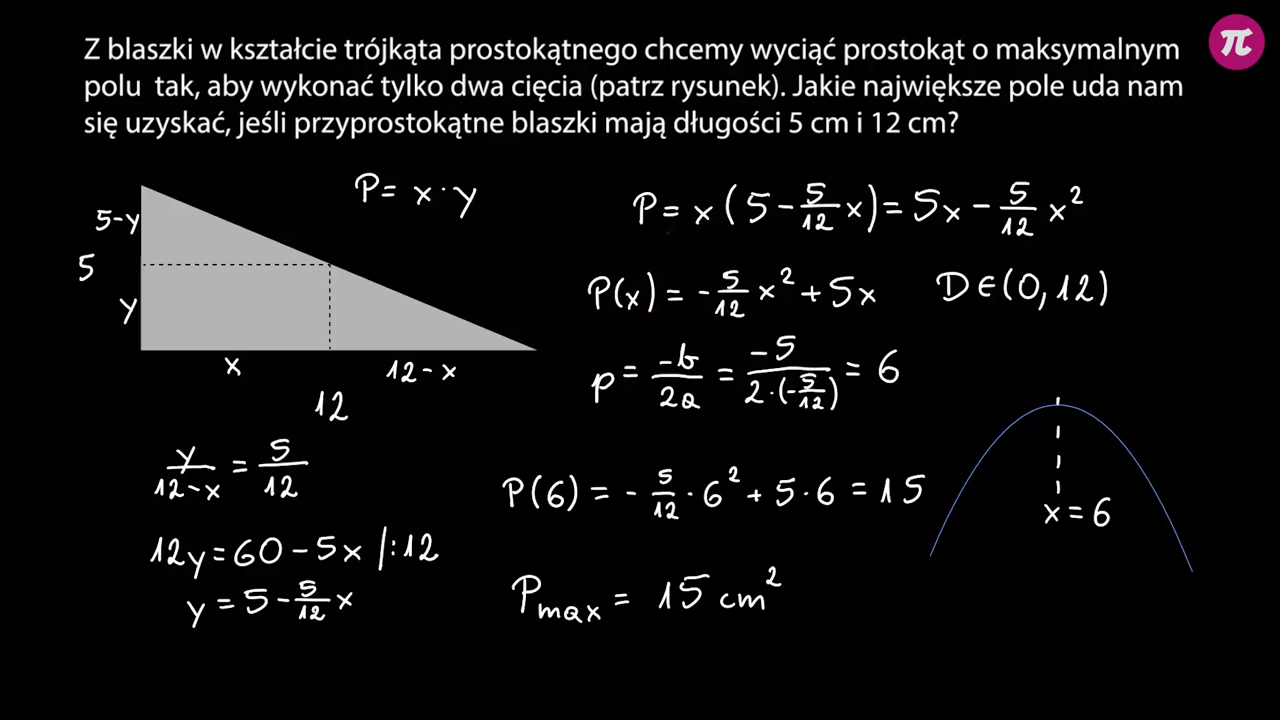 Z blaszki w kształcie trójkąta prostokątnego chcemy wyciąć prostokąt o maksymalnym
polu tak, aby wykonać tylko dwa cięcia (patrz rysunek). Jakie największe pole uda nam
się uzyskać, jeśli przyprostokątne blaszki mają długości 5 cm i 12 cm?
π
P = x · y
5-y
5
y
x
12-x
12
y/(12-x) = 5/12
12y = 60 - 5x |:12
y = 5 - 5/12 x
P = x(5 - 5/12 x) = 5x - 5/12 x²
P(x) = - 5/12 x² + 5x D∈(0,12)
p = -b/2a = -5/(2·(-5/12)) = 6
P(6) = - 5/12 · 6² + 5 · 6 = 15
Pmax = 15 cm²
x = 6